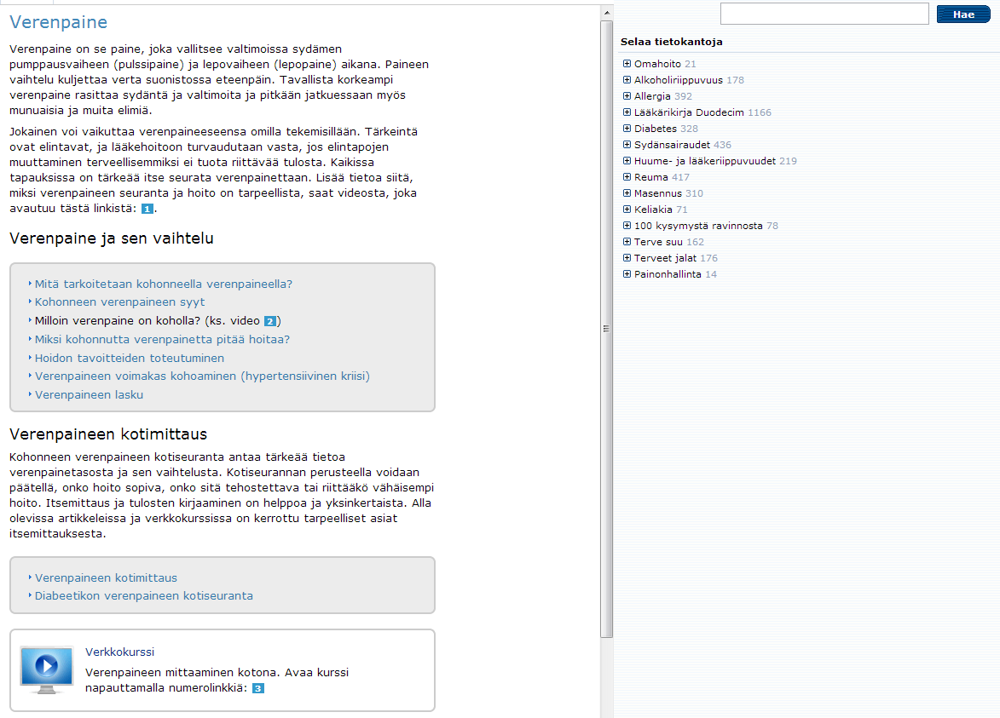 Verenpaine
Verenpaine on se paine, joka vallitsee valtimoissa sydämen
pumppausvaiheen (pulssipaine) ja lepovaiheen (lepopaine) aikana. Paineen
vaihtelu kuljettaa verta suonistossa eteenpäin. Tavallista korkeampi
verenpaine rasittaa sydäntä ja valtimoita ja pitkään jatkuessaan myös
munuaisia ja muita elimiä.
Jokainen voi vaikuttaa verenpaineeseensa omilla tekemisillään. Tärkeintä
ovat elintavat, ja lääkehoitoon turvaudutaan vasta, jos elintapojen
muuttaminen terveellisemmiksi ei tuota riittävää tulosta. Kaikissa
tapauksissa on tärkeää itse seurata verenpainettaan. Lisää tietoa siitä,
miksi verenpaineen seuranta ja hoito on tarpeellista, saat videosta, joka
avautuu tästä linkistä: 1.
Verenpaine ja sen vaihtelu
Mitä tarkoitetaan kohonneella verenpaineella?
Kohonneen verenpaineen syyt
Milloin verenpaine on koholla? (ks. video 2)
Miksi kohonnutta verenpainetta pitää hoitaa?
Hoidon tavoitteiden toteutuminen
Verenpaineen voimakas kohoaminen (hypertensiivinen kriisi)
Verenpaineen lasku
Verenpaineen kotimittaus
Kohonneen verenpaineen kotiseuranta antaa tärkeää tietoa
verenpainetasosta ja sen vaihtelusta. Kotiseurannan perusteella voidaan
päätellä, onko hoito sopiva, onko sitä tehostettava tai riittääkö vähäisempi
hoito. Itsemittaus ja tulosten kirjaaminen on helppoa ja yksinkertaista. Alla
olevissa artikkeleissa ja verkkokurssissa on kerrottu tarpeelliset asiat
itsemittauksesta.
Verenpaineen kotimittaus
Diabeetikon verenpaineen kotiseuranta
Verkkokurssi
Verenpaineen mittaaminen kotona. Avaa kurssi
napauttamalla numerolinkkiä: 3
Hae
Selaa tietokantoja
Omahoito 21
Alkoholiriippuvuus 178
Allergia 392
Lääkärikirja Duodecim 1166
Diabetes 328
Sydänsairaudet 436
Huume- ja lääkeriippuvuudet 219
Reuma 417
Masennus 310
Keliakia 71
100 kysymystä ravinnosta 78
Terve suu 162
Terveet jalat 176
Painonhallinta 14